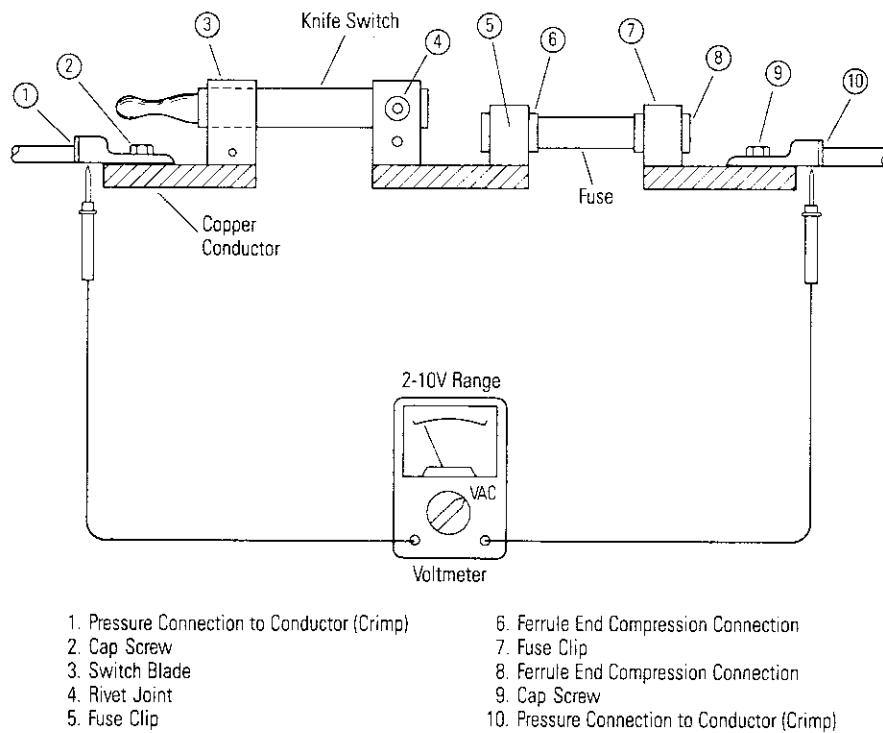 Knife Switch
3
4
5
6
7
8
2
9
1
10
Fuse
Copper
Conductor
2-10V Range
VAC
Voltmeter
1. Pressure Connection to Conductor (Crimp)
2. Cap Screw
3. Switch Blade
4. Rivet Joint
5. Fuse Clip
6. Ferrule End Compression Connection
7. Fuse Clip
8. Ferrule End Compression Connection
9. Cap Screw
10. Pressure Connection to Conductor (Crimp)